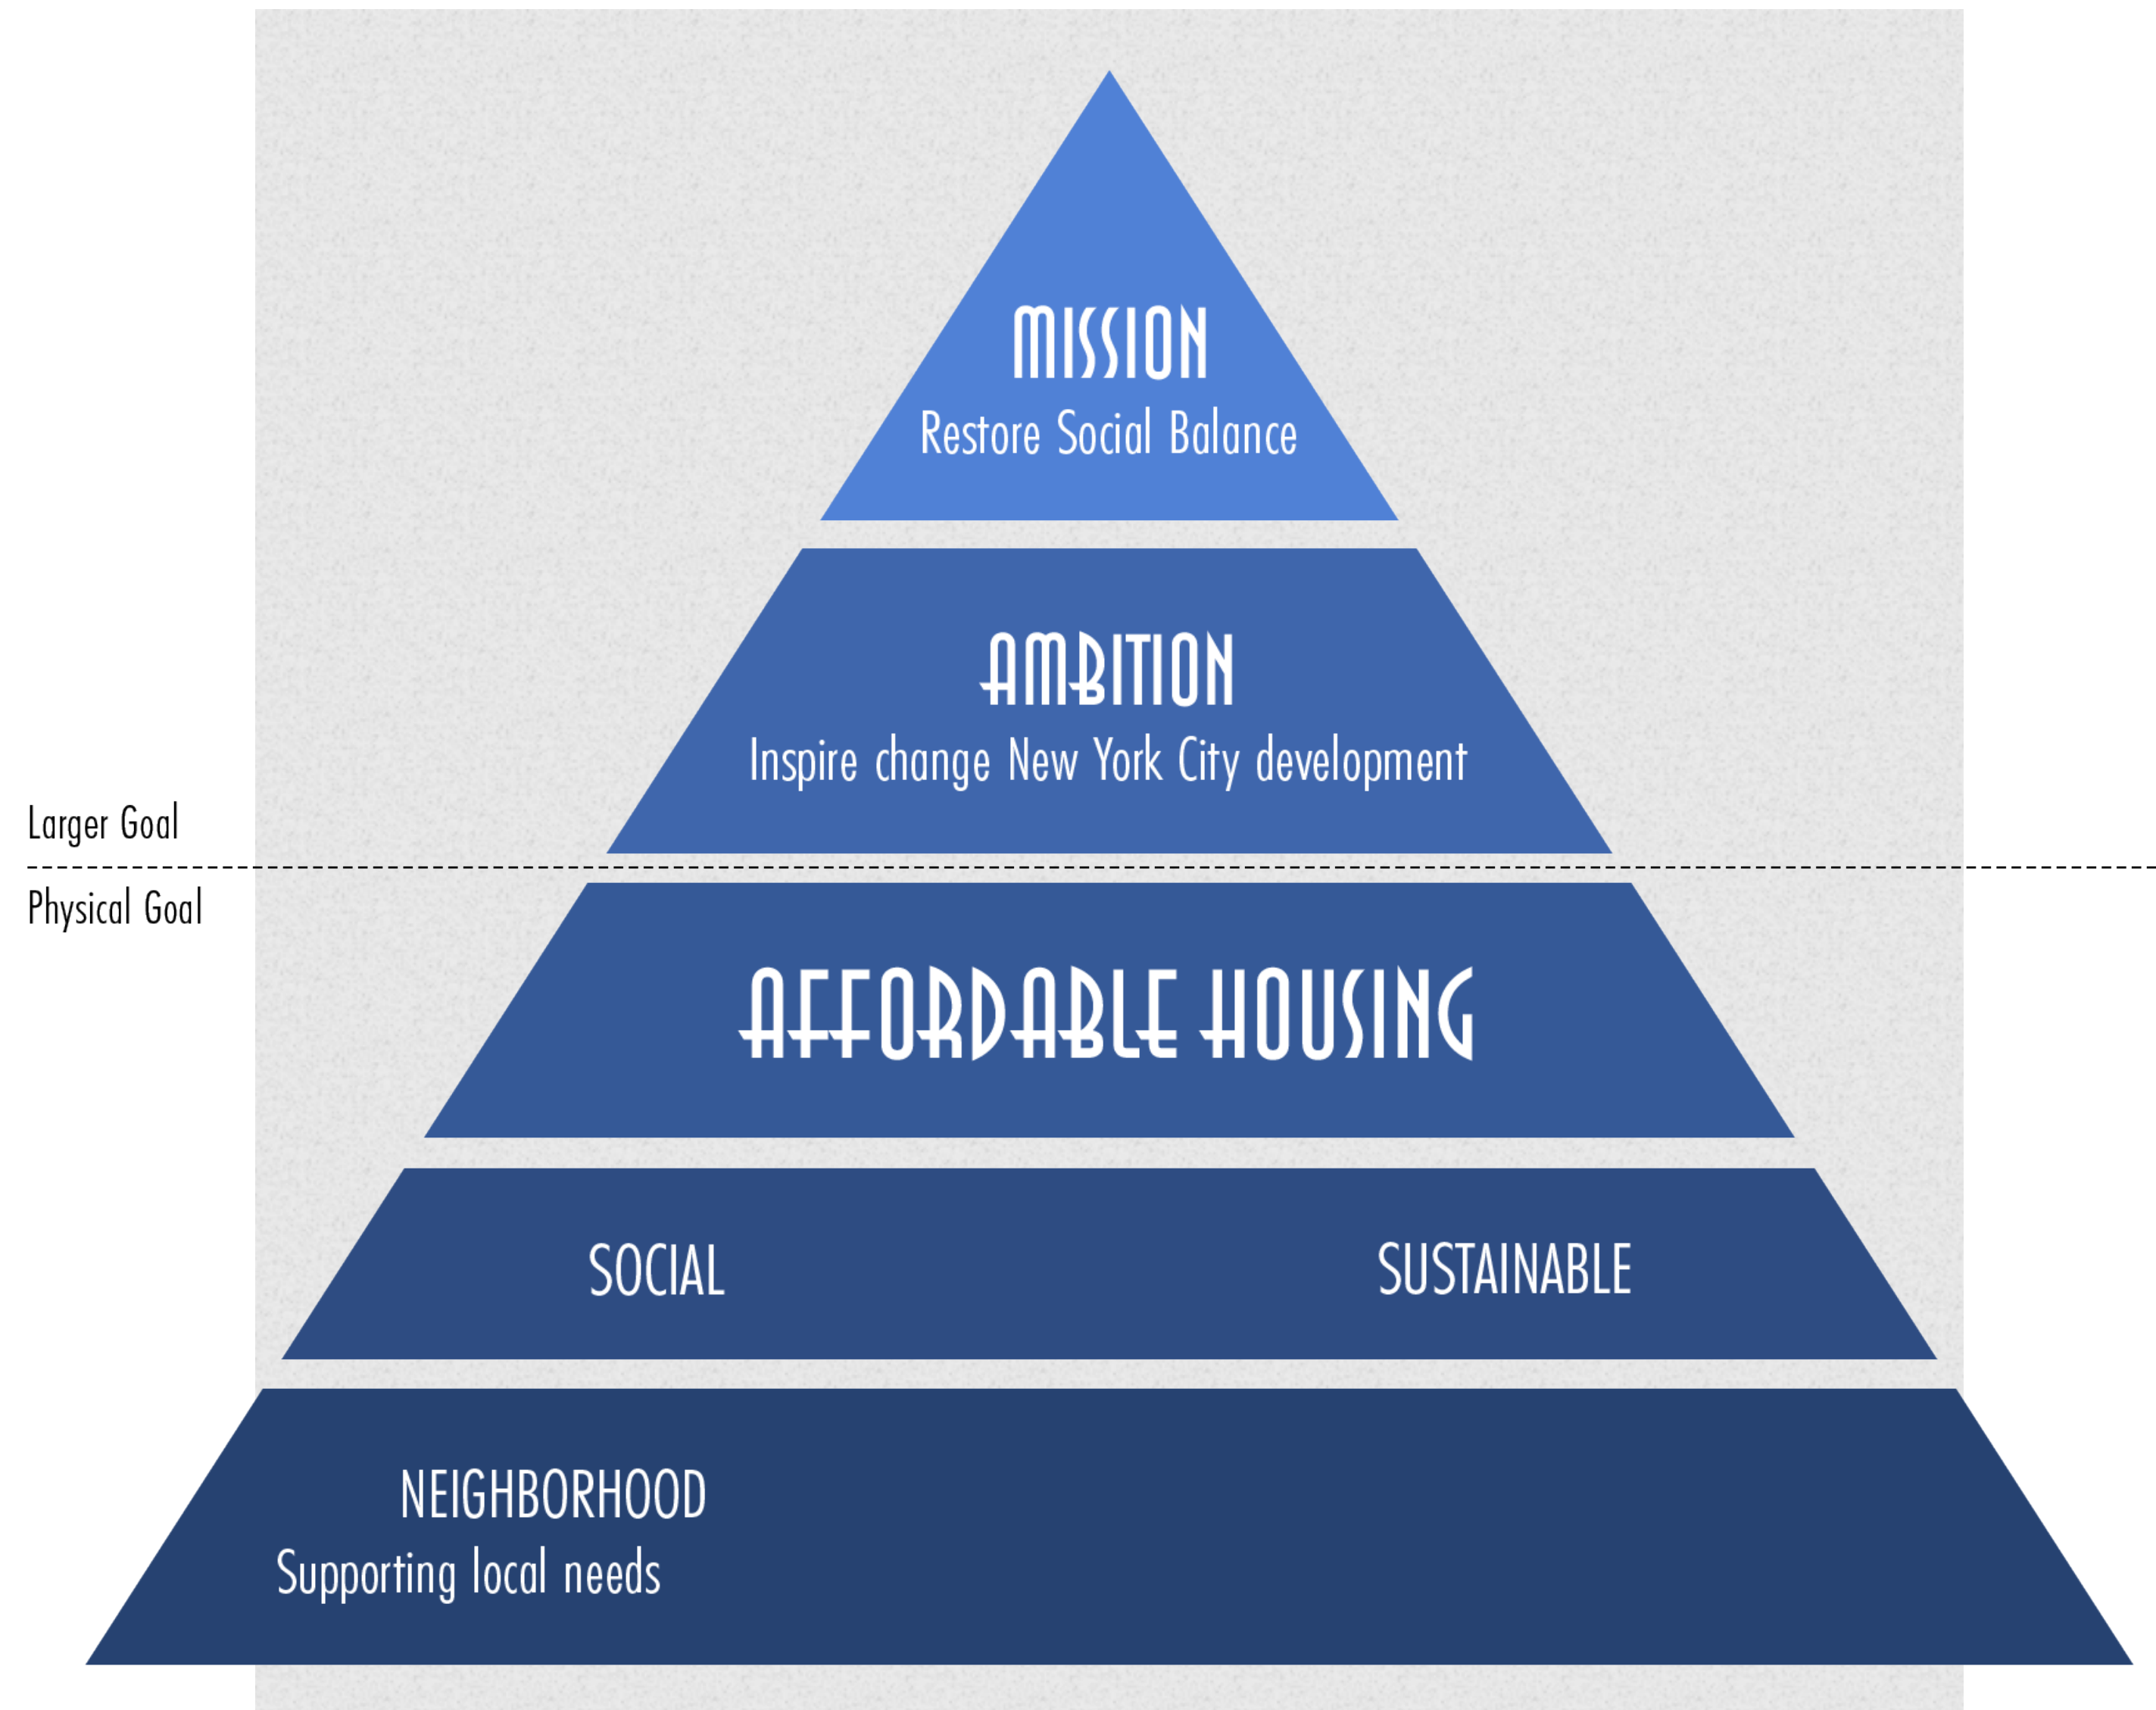 MISSION
Restore Social Balance
AMBITION
Inspire change New York City development
Larger Goal
Physical Goal
AFFORDABLE HOUSING
SOCIAL
SUSTAINABLE
NEIGHBORHOOD
Supporting local needs